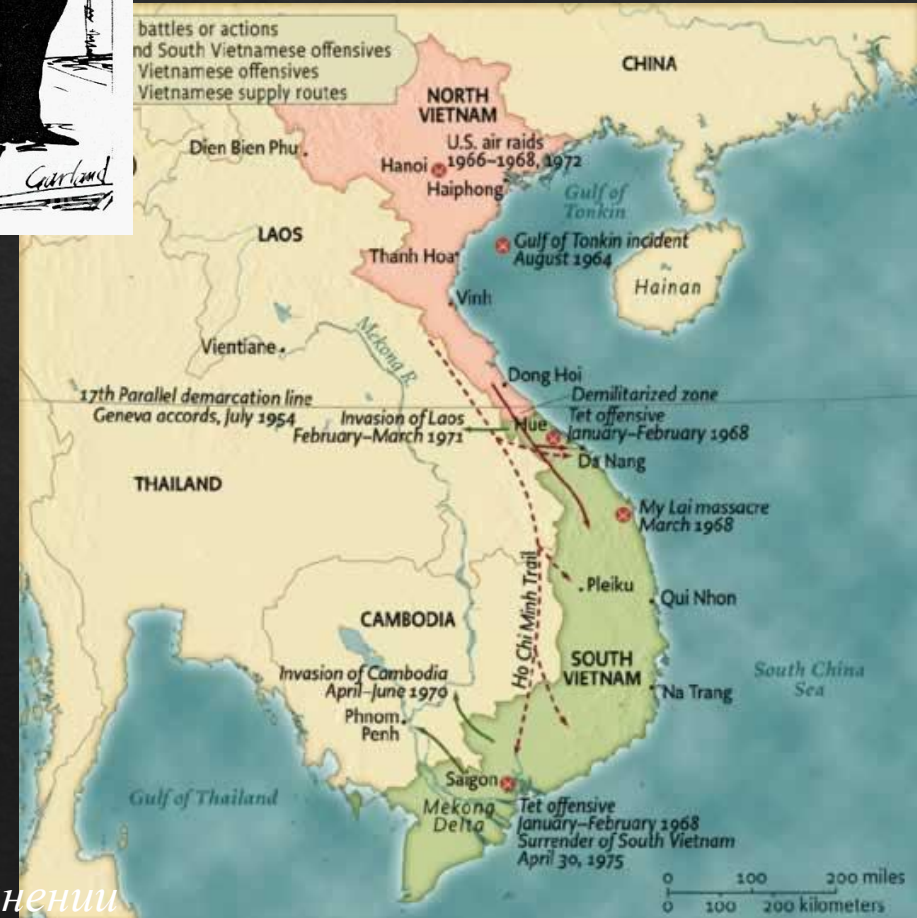 battles or actions
nd South Vietnamese offensives
Vietnamese offensives
Vietnamese supply routes
Garland
CHINA
NORTH
VIETNAM
U.S. air raids
1966–1968, 1972
Dien Bien Phu
Hanoi
Haiphong
Gulf of
Tonkin
LAOS
Gulf of Tonkin incident
August 1964
Thanh Hoa
Hainan
Vinh
Mekong R.
Vientiane
Dong Hoi
17th Parallel demarcation line
Geneva accords, July 1954
Demilitarized zone
Invasion of Laos
February–March 1971
Hue
Tet offensive
January–February 1968
Da Nang
THAILAND
My Lai massacre
March 1968
Ho Chi Minh Trail
Pleiku
Qui Nhon
CAMBODIA
SOUTH
VIETNAM
South China
Sea
Invasion of Cambodia
April–June 1970
Na Trang
Phnom
Penh
Saigon
Gulf of Thailand
Mekong
Delta
Tet offensive
January–February 1968
Surrender of South Vietnam
April 30, 1975
0 100 200 miles
0 100 200 kilometers
нении